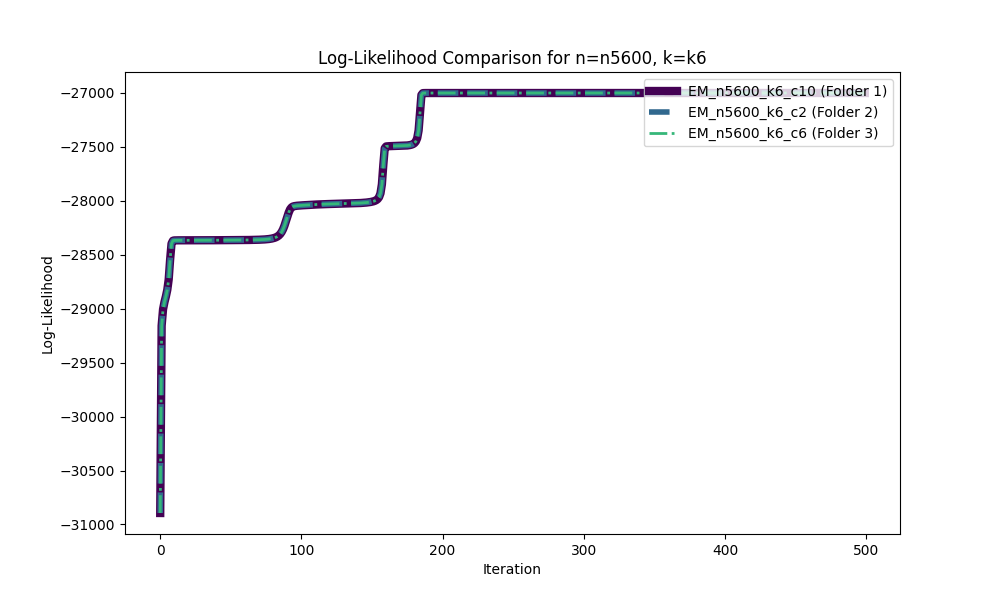 Log-Likelihood Comparison for n=n5600, k=k6
−27000
−27500
−28000
−28500
−29000
−29500
−30000
−30500
−31000
Log-Likelihood
EM_n5600_k6_c10 (Folder 1)
EM_n5600_k6_c2 (Folder 2)
EM_n5600_k6_c6 (Folder 3)
0 100 200 300 400 500
Iteration